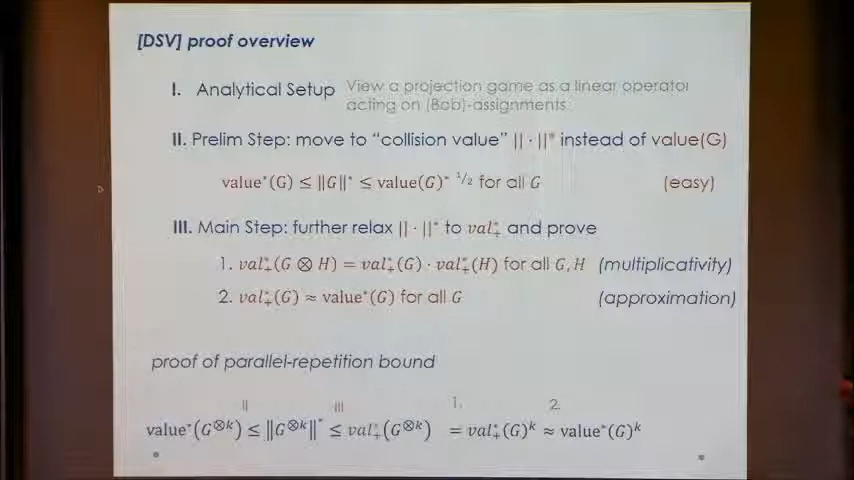 [DSV] proof overview
I. Analytical Setup View a projection game as a linear operator
acting on (Bob)-assignments
II. Prelim Step: move to “collision value” || · ||* instead of value(G)
value*(G) ≤ ‖G‖* ≤ value(G)* ^1/2 for all G (easy)
III. Main Step: further relax || · ||* to val₊* and prove
1. val₊*(G ⊗ H) = val₊*(G) · val₊*(H) for all G, H (multiplicativity)
2. val₊*(G) ≈ value*(G) for all G (approximation)
proof of parallel-repetition bound
II III 1. 2.
value*(G^⊗k) ≤ ‖G^⊗k‖* ≤ val₊*(G^⊗k) = val₊*(G)^k ≈ value*(G)^k